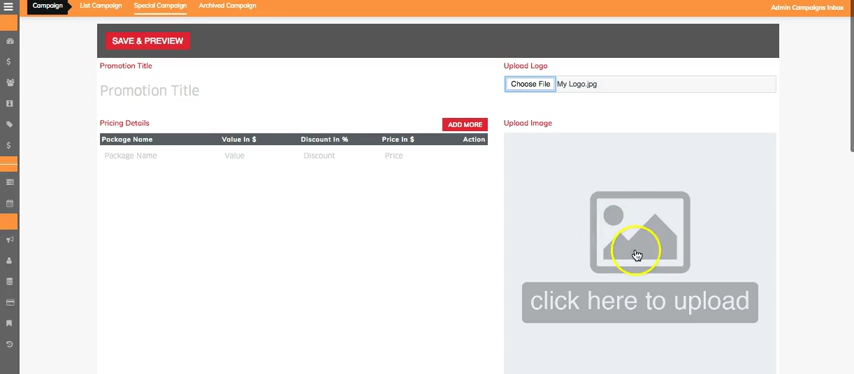 Campaign List Campaign Special Campaign Archived Campaign Admin Campaigns Inbox
SAVE & PREVIEW
Promotion Title
Promotion Title
Upload Logo
Choose File My Logo.jpg
Pricing Details ADD MORE
Package Name Value In $ Discount In % Price In $ Action
Package Name Value Discount Price
Upload Image
click here to upload